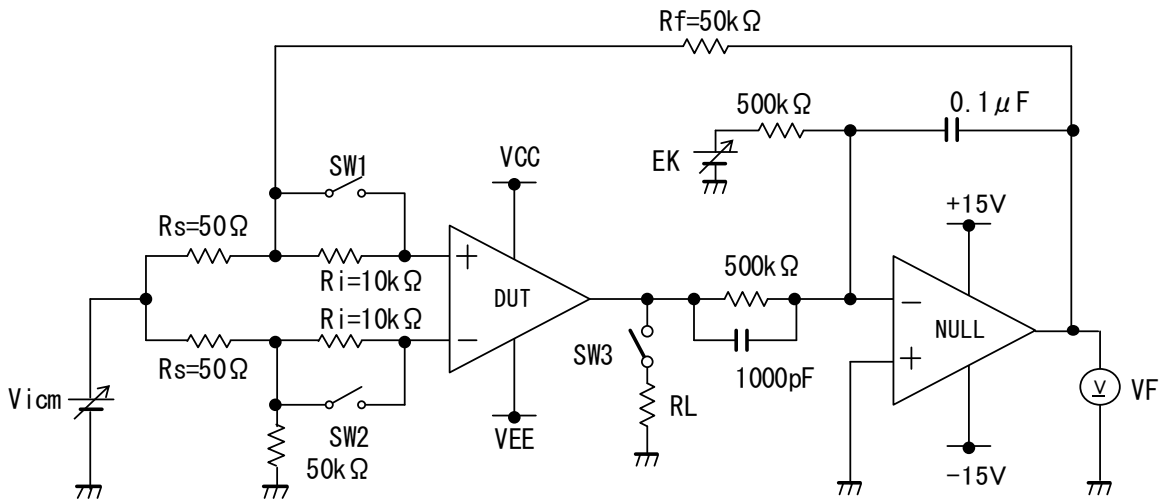 Rf=50kΩ
500kΩ
0.1μF
EK
VCC
SW1
Rs=50Ω
+15V
Ri=10kΩ
+
DUT
500kΩ
−
Ri=10kΩ
−
NULL
SW3
Rs=50Ω
1000pF
+
V
VF
Vicm
RL
SW2
VEE
50kΩ
−15V